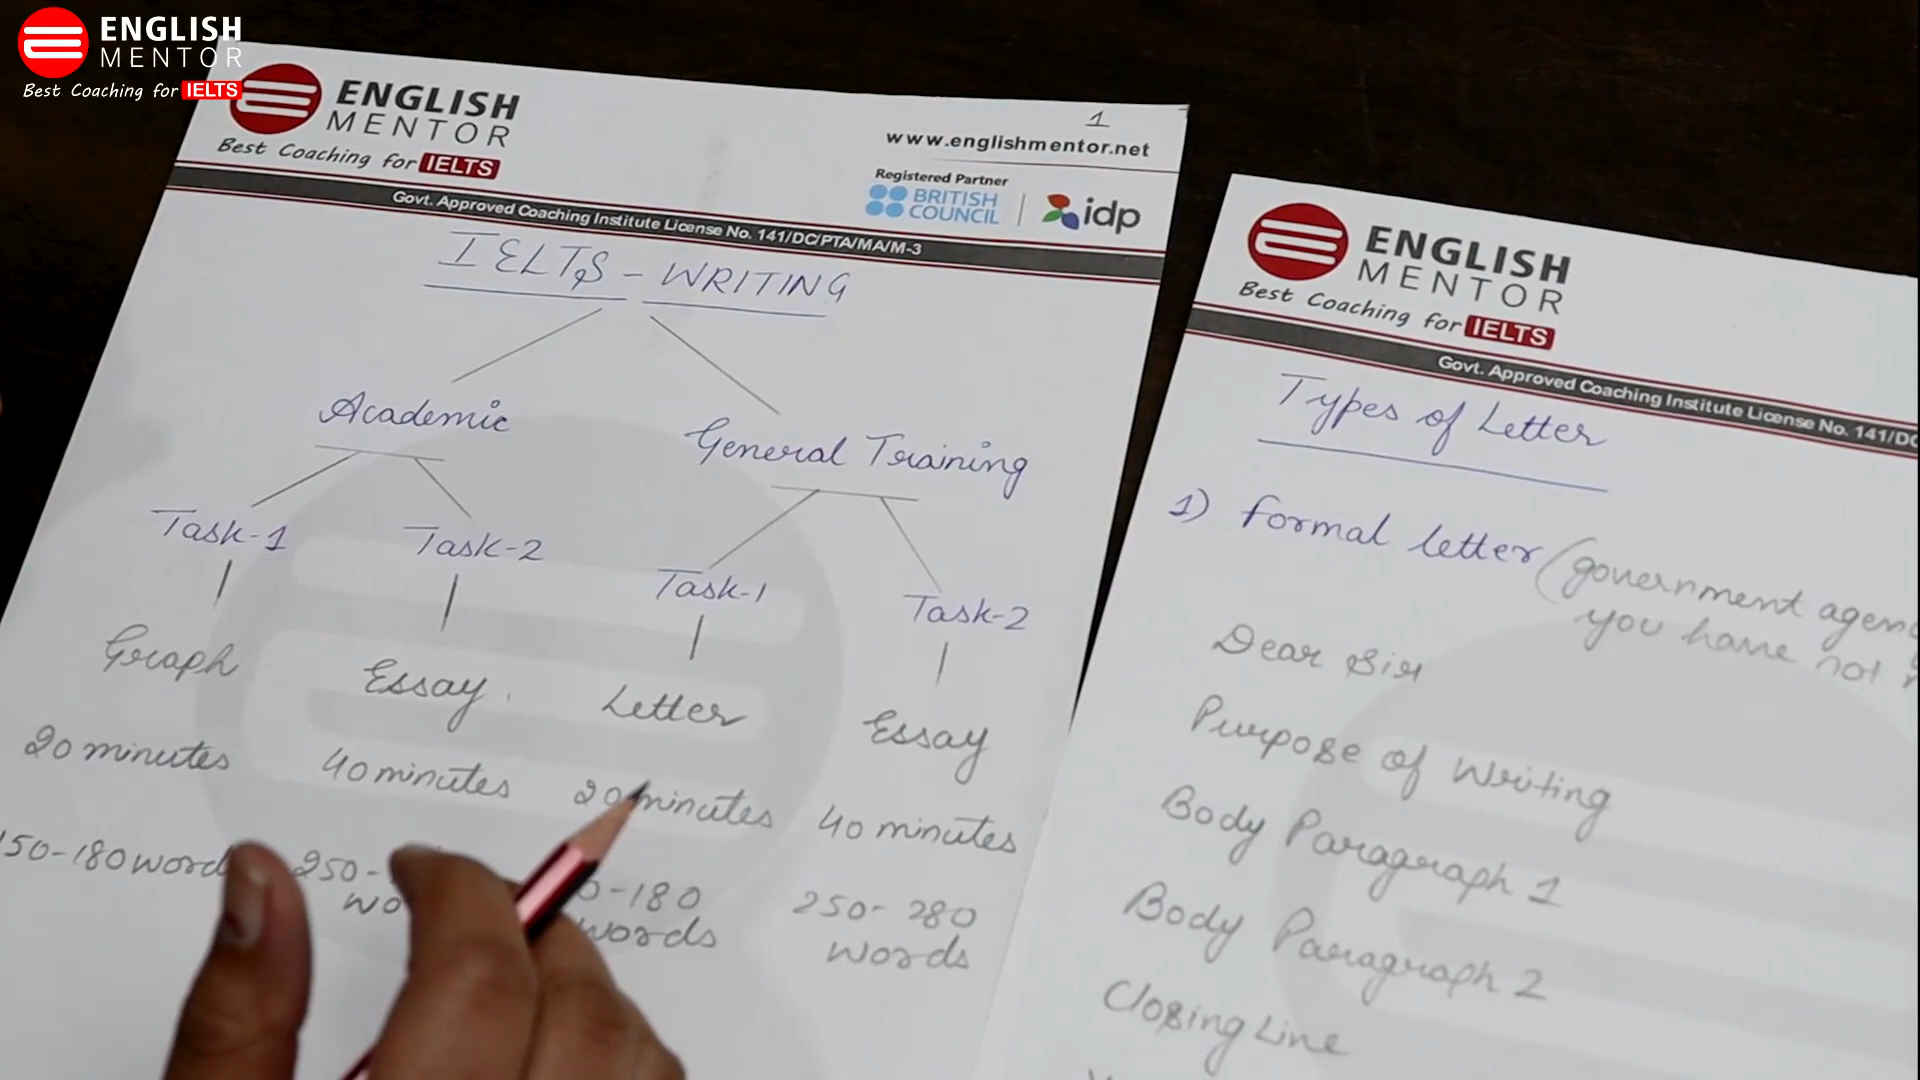 ENGLISH
MENTOR
Best Coaching for IELTS
ENGLISH
MENTOR
Best Coaching for IELTS
1
www.englishmentor.net
Registered Partner
BRITISH
COUNCIL
idp
Govt. Approved Coaching Institute License No. 141/DC/PTA/MA/M-3
IELTS - WRITING
Academic
General Training
Task-1
Task-2
Task-1
Task-2
Graph
Essay.
Letter
Essay
20 minutes
40 minutes
20 minutes
40 minutes
150-180 words
250-
-180
words
250-280
words
ENGLISH
MENTOR
Best Coaching for IELTS
Govt. Approved Coaching Institute License No. 141/DC
Types of Letter
1) Formal letter (government
you have not
Dear Sir
Purpose of Writing
Body Paragraph 1
Body Paragraph 2
Closing Line